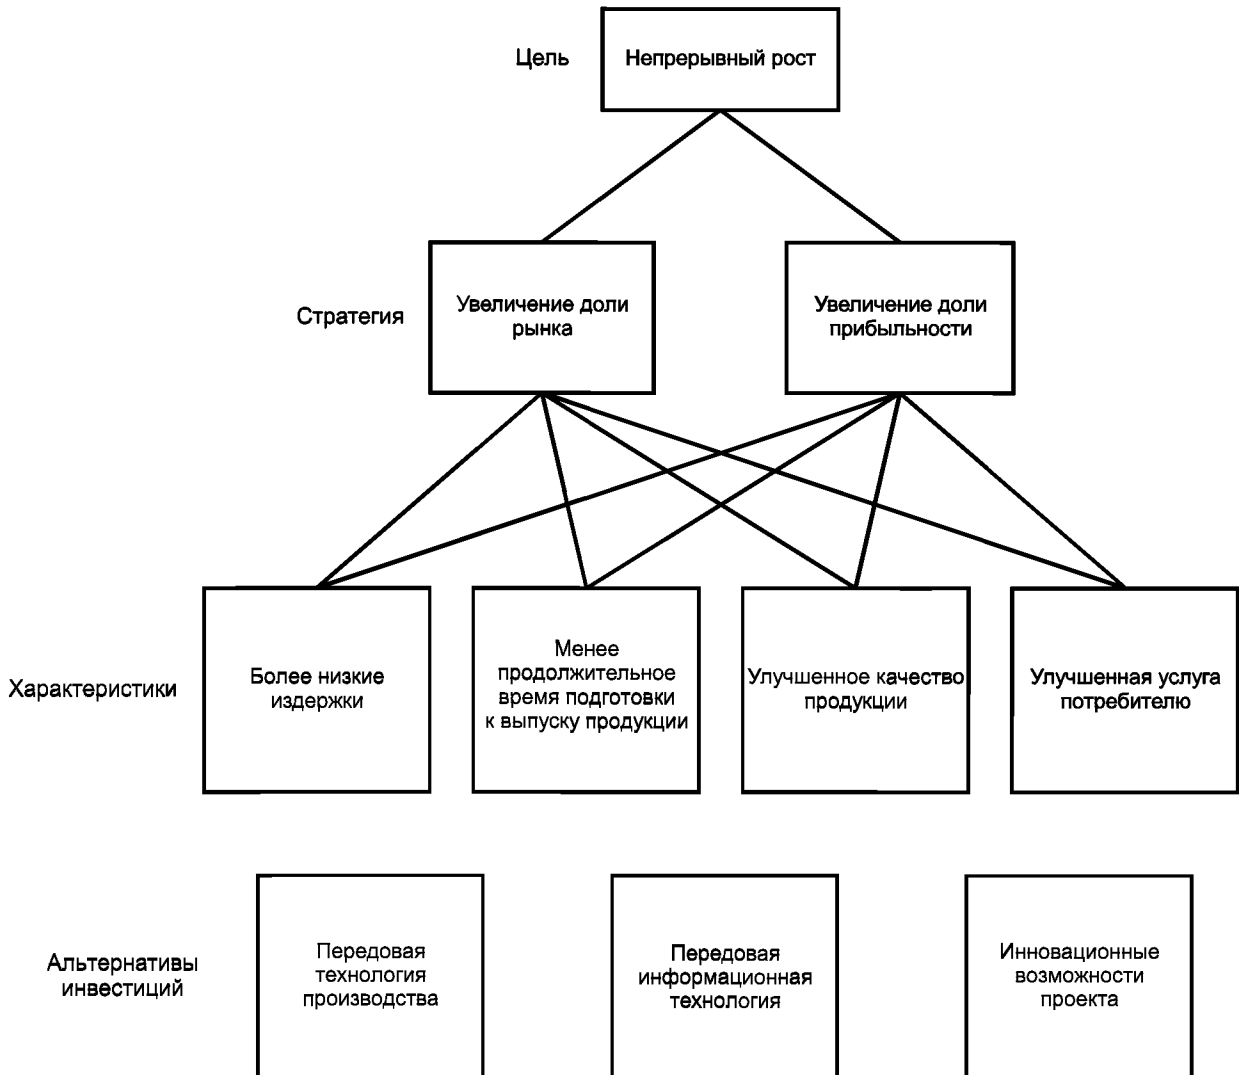 Цель
Непрерывный рост
Стратегия
Увеличение доли
рынка
Увеличение доли
прибыльности
Характеристики
Более низкие
издержки
Менее
продолжительное
время подготовки
к выпуску продукции
Улучшенное качество
продукции
Улучшенная услуга
потребителю
Альтернативы
инвестиций
Передовая
технология
производства
Передовая
информационная
технология
Инновационные
возможности
проекта